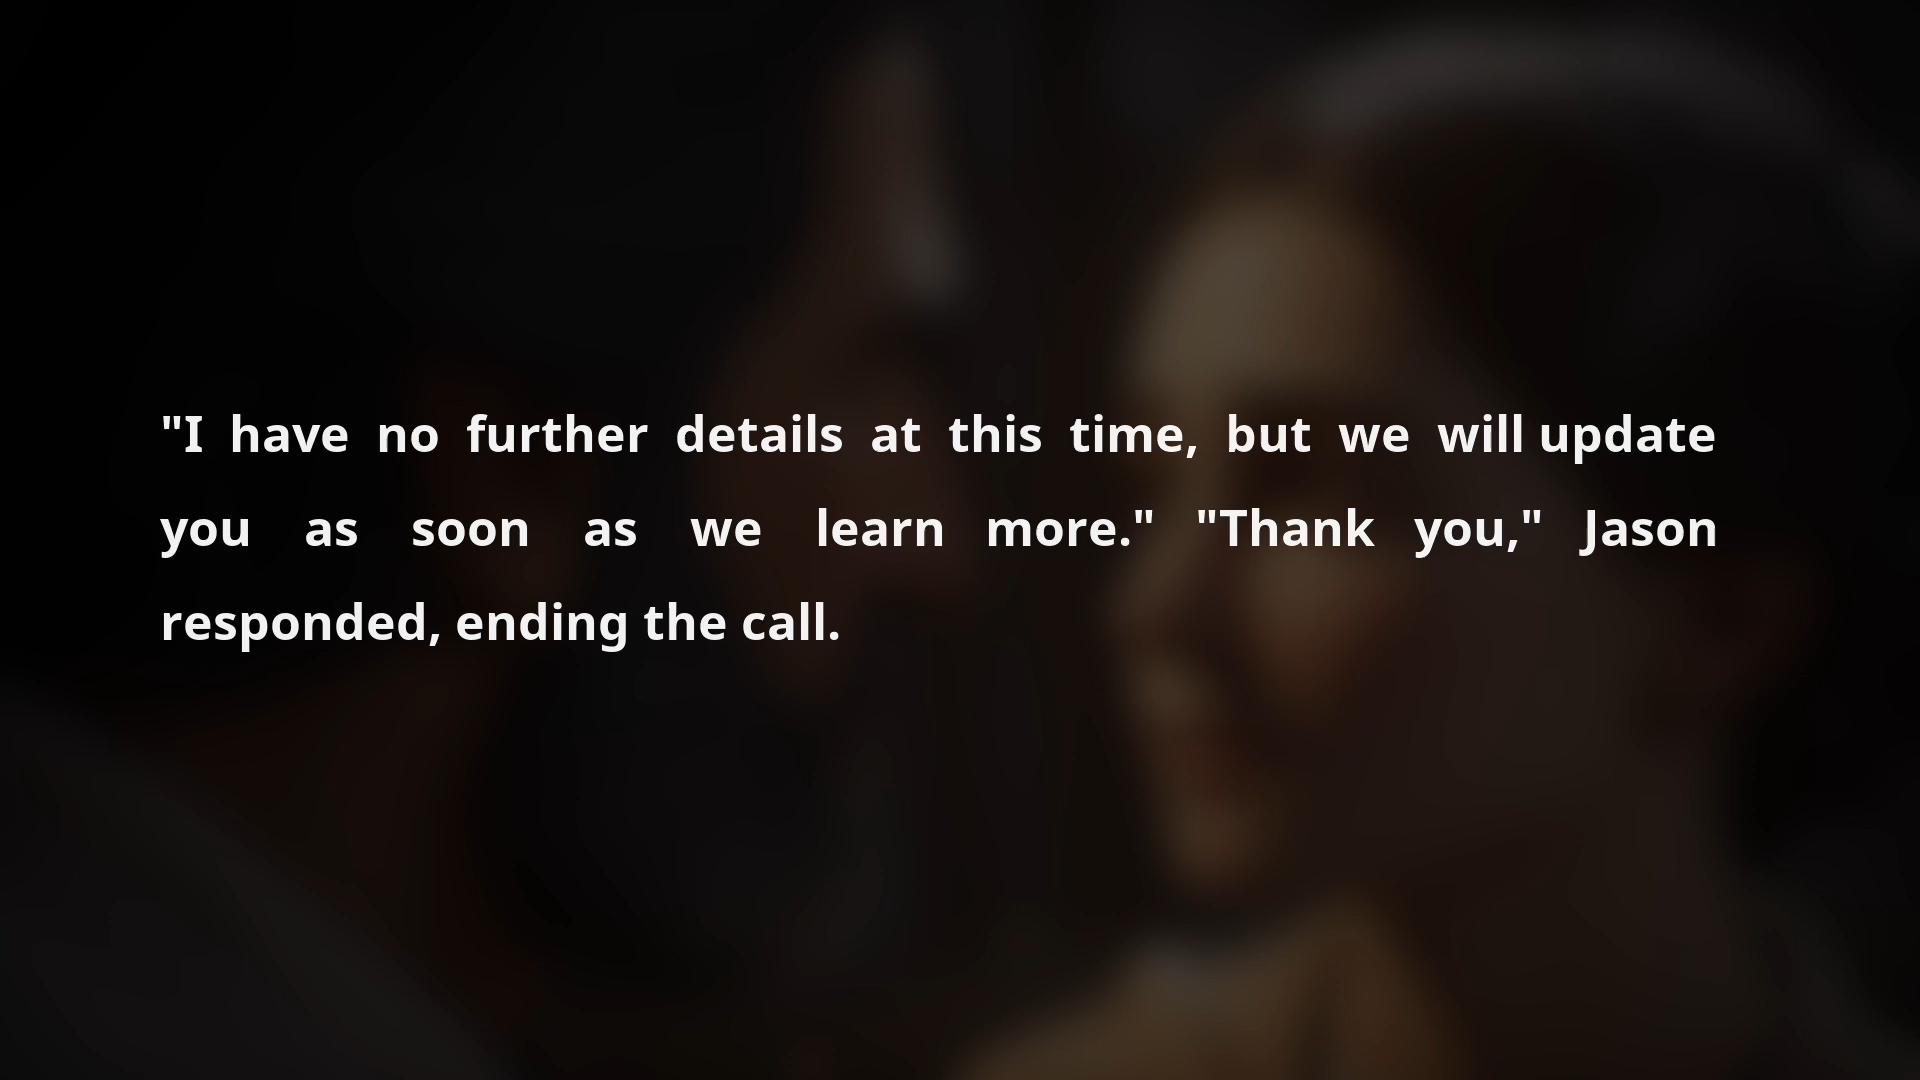 "I have no further details at this time, but we will update
you as soon as we learn more." "Thank you," Jason
responded, ending the call.